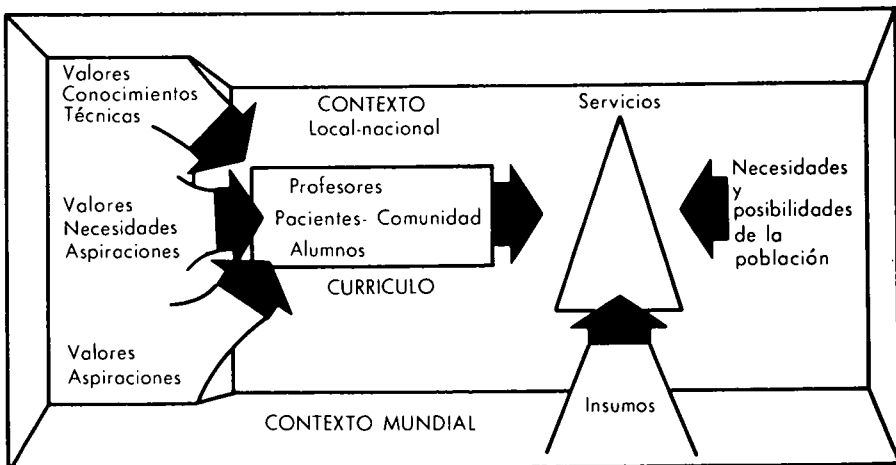 Valores
Conocimientos
Técnicas
Valores
Necesidades
Aspiraciones
Valores
Aspiraciones
CONTEXTO
Local-nacional
Profesores
Pacientes- Comunidad
Alumnos
CURRICULO
Servicios
Necesidades
y
posibilidades
de la
población
Insumos
CONTEXTO MUNDIAL